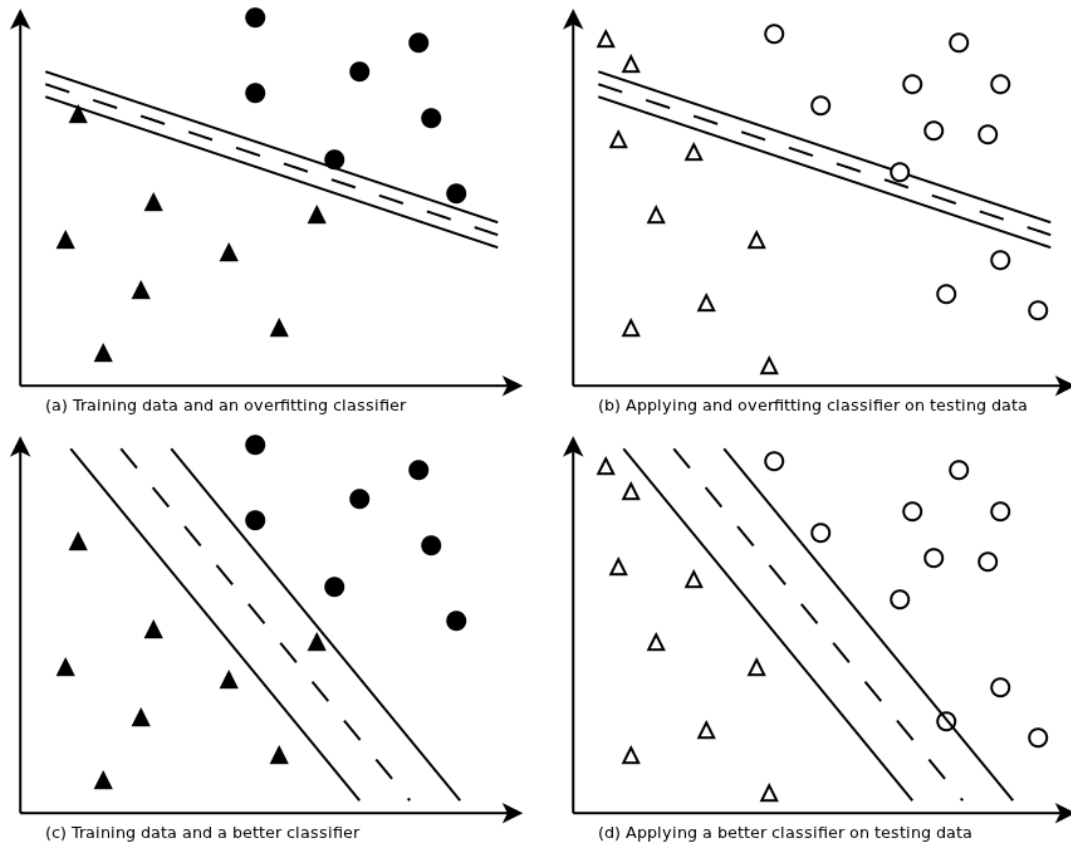 (a) Training data and an overfitting classifier
(b) Applying and overfitting classifier on testing data
(c) Training data and a better classifier
(d) Applying a better classifier on testing data